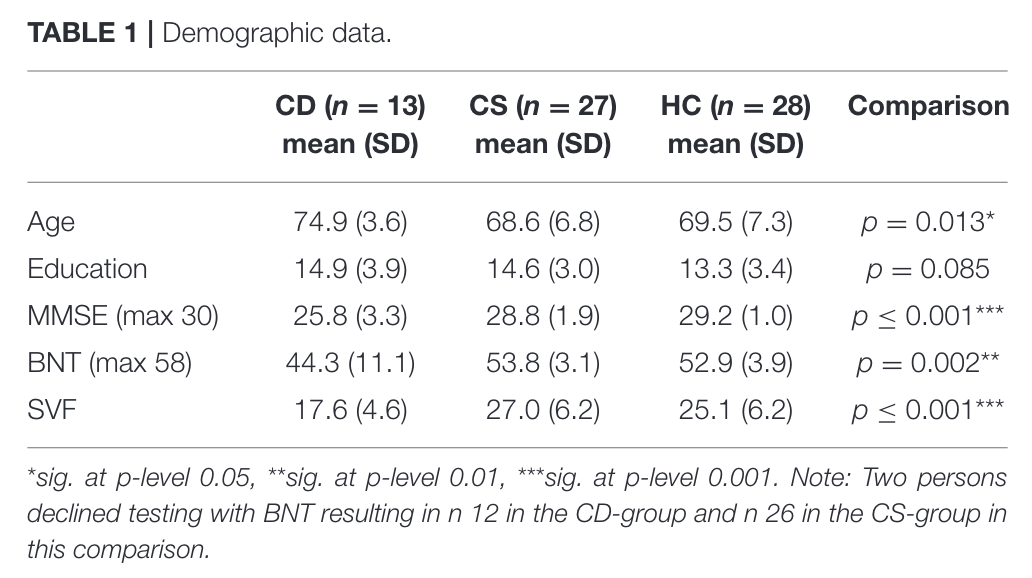 TABLE 1 | Demographic data.
CD (n = 13) CS (n = 27) HC (n = 28) Comparison
mean (SD) mean (SD) mean (SD)
Age 74.9 (3.6) 68.6 (6.8) 69.5 (7.3) p = 0.013*
Education 14.9 (3.9) 14.6 (3.0) 13.3 (3.4) p = 0.085
MMSE (max 30) 25.8 (3.3) 28.8 (1.9) 29.2 (1.0) p ≤ 0.001***
BNT (max 58) 44.3 (11.1) 53.8 (3.1) 52.9 (3.9) p = 0.002**
SVF 17.6 (4.6) 27.0 (6.2) 25.1 (6.2) p ≤ 0.001***
*sig. at p-level 0.05, **sig. at p-level 0.01, ***sig. at p-level 0.001. Note: Two persons
declined testing with BNT resulting in n 12 in the CD-group and n 26 in the CS-group in
this comparison.